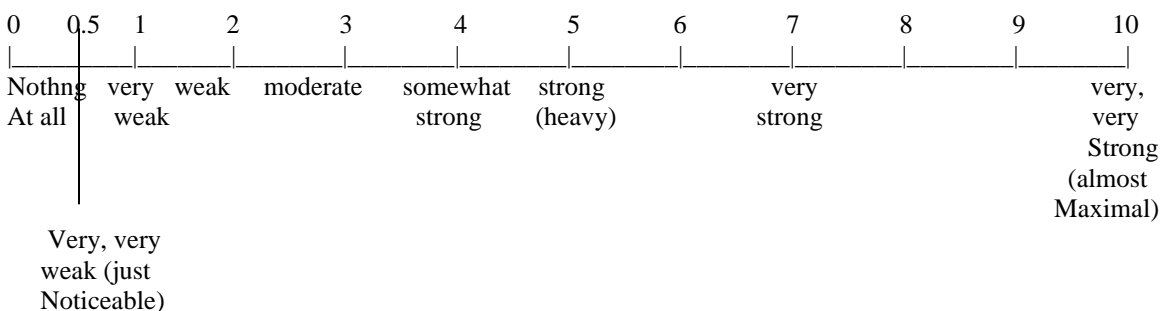 0 0.5 1 2 3 4 5 6 7 8 9 10
Nothng very weak moderate somewhat strong very very,
At all weak strong (heavy) strong very
Strong
(almost
Maximal)
Very, very
weak (just
Noticeable)